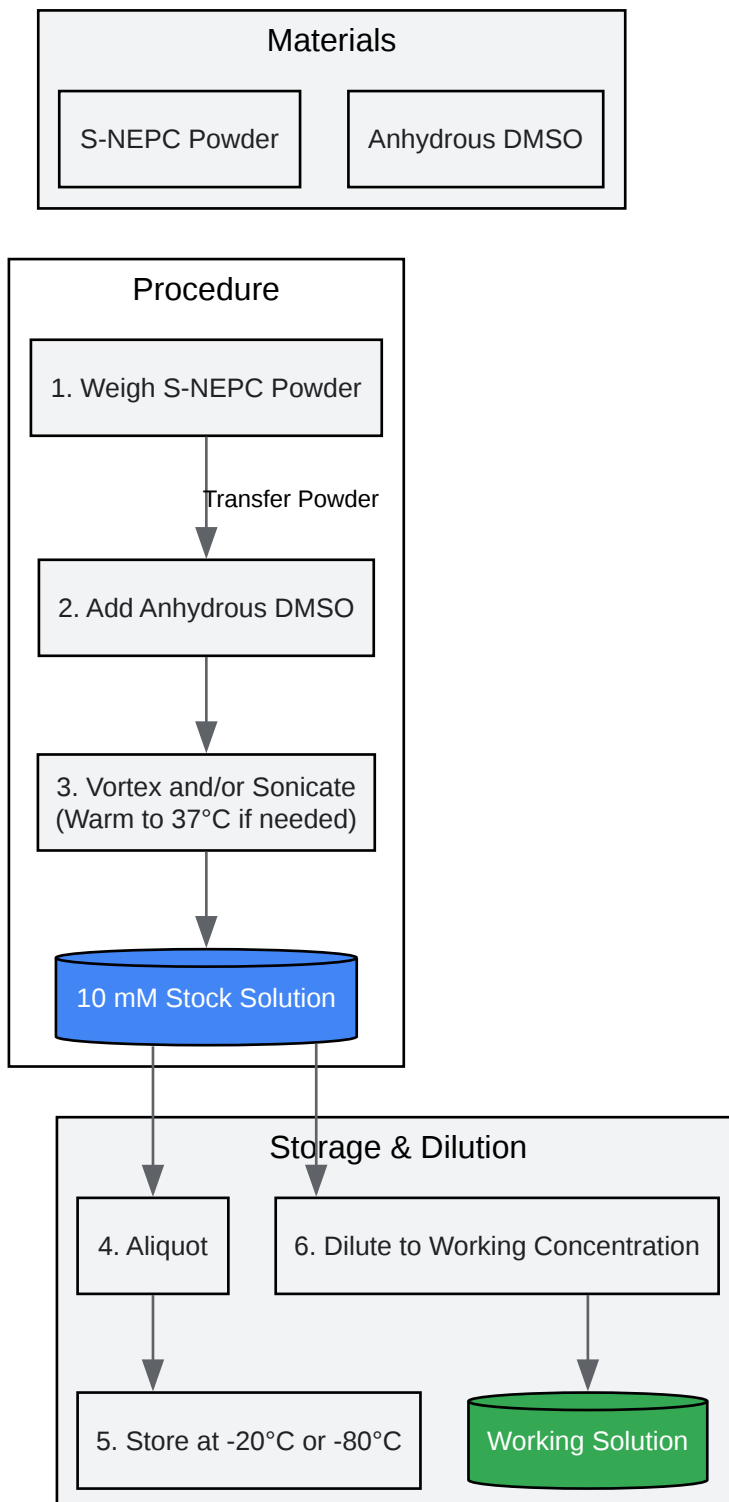 Materials
S-NEPC Powder
Anhydrous DMSO
Procedure
1. Weigh S-NEPC Powder
Transfer Powder
2. Add Anhydrous DMSO
3. Vortex and/or Sonicate
(Warm to 37°C if needed)
10 mM Stock Solution
Storage & Dilution
4. Aliquot
6. Dilute to Working Concentration
5. Store at -20°C or -80°C
Working Solution